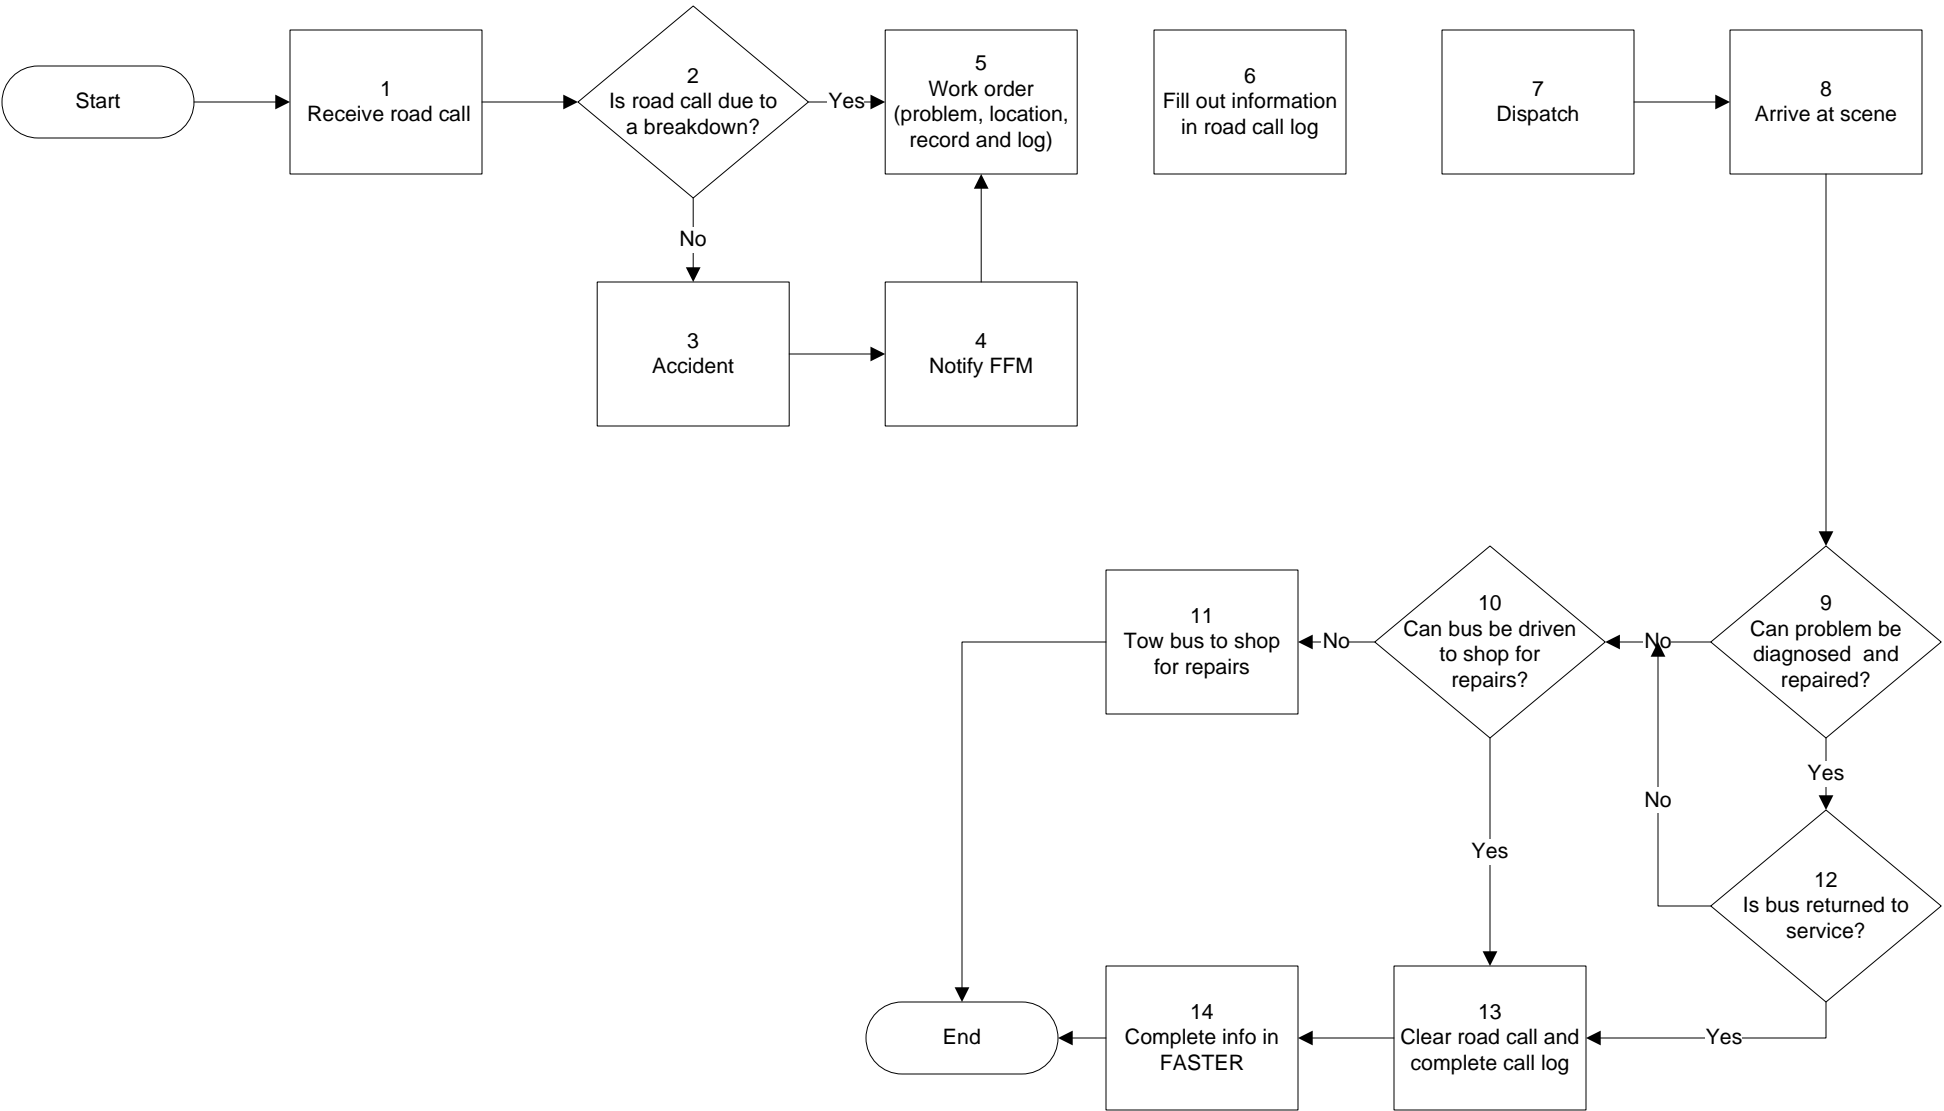 Start
1
Receive road call
2
Is road call due to
a breakdown?
Yes
5
Work order
(problem, location,
record and log)
6
Fill out information
in road call log
7
Dispatch
8
Arrive at scene
No
3
Accident
4
Notify FFM
11
Tow bus to shop
for repairs
No
10
Can bus be driven
to shop for
repairs?
No
9
Can problem be
diagnosed  and
repaired?
Yes
No
Yes
12
Is bus returned to
service?
End
14
Complete info in
FASTER
13
Clear road call and
complete call log
Yes